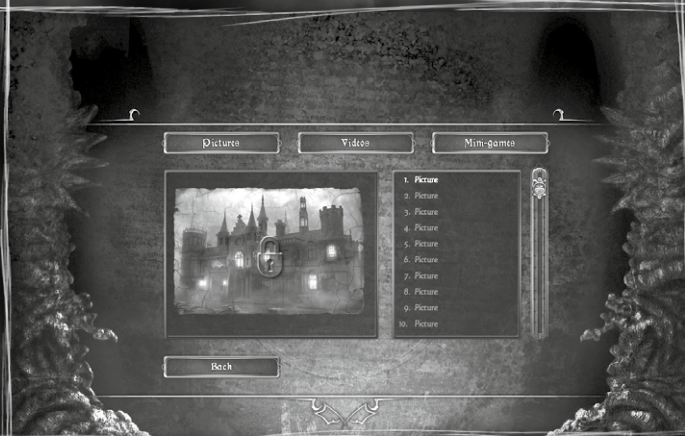 Pictures Videos Mini-games
1. Picture
2. Picture
3. Picture
4. Picture
5. Picture
6. Picture
7. Picture
8. Picture
9. Picture
10. Picture
Back